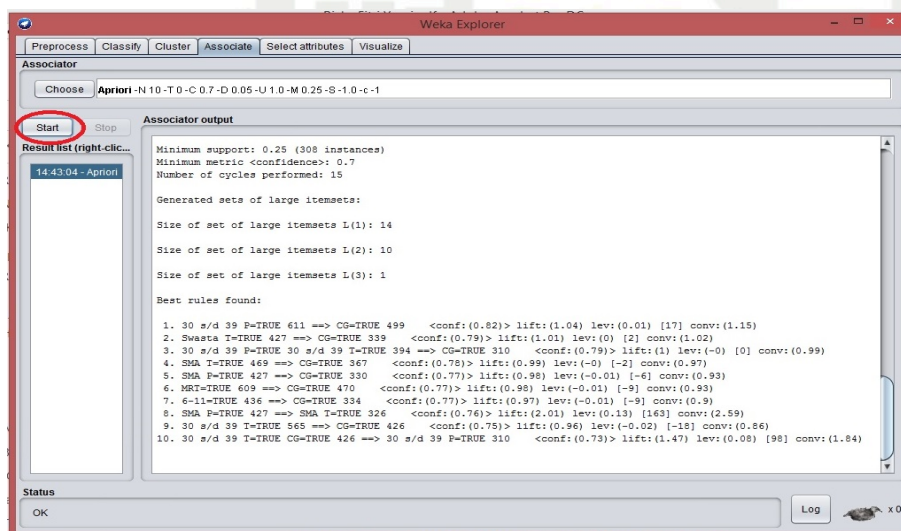 Weka Explorer
Preprocess Classify Cluster Associate Select attributes Visualize
Associator
Choose Apriori -N 10 -T 0 -C 0.7 -D 0.05 -U 1.0 -M 0.25 -S -1.0 -c -1
Start Stop
Associator output
Result list (right-clic...
14:43:04 - Apriori
Minimum support: 0.25 (308 instances)
Minimum metric <confidence>: 0.7
Number of cycles performed: 15
Generated sets of large itemsets:
Size of set of large itemsets L(1): 14
Size of set of large itemsets L(2): 10
Size of set of large itemsets L(3): 1
Best rules found:
1. 30 s/d 39 P=TRUE 611 ==> CG=TRUE 499 <conf:(0.82)> lift:(1.04) lev:(0.01) [17] conv:(1.15)
2. Swasta T=TRUE 427 ==> CG=TRUE 339 <conf:(0.79)> lift:(1.01) lev:(0) [2] conv:(1.02)
3. 30 s/d 39 P=TRUE 30 s/d 39 T=TRUE 394 ==> CG=TRUE 310 <conf:(0.79)> lift:(1) lev:(-0) [0] conv:(0.99)
4. SMA T=TRUE 469 ==> CG=TRUE 367 <conf:(0.78)> lift:(0.99) lev:(-0) [-2] conv:(0.97)
5. SMA P=TRUE 427 ==> CG=TRUE 330 <conf:(0.77)> lift:(0.98) lev:(-0.01) [-6] conv:(0.93)
6. MRT=TRUE 609 ==> CG=TRUE 470 <conf:(0.77)> lift:(0.98) lev:(-0.01) [-9] conv:(0.93)
7. 6-11=TRUE 436 ==> CG=TRUE 334 <conf:(0.77)> lift:(0.97) lev:(-0.01) [-9] conv:(0.9)
8. SMA P=TRUE 427 ==> SMA T=TRUE 326 <conf:(0.76)> lift:(2.01) lev:(0.13) [163] conv:(2.59)
9. 30 s/d 39 T=TRUE 565 ==> CG=TRUE 426 <conf:(0.75)> lift:(0.96) lev:(-0.02) [-18] conv:(0.86)
10. 30 s/d 39 T=TRUE CG=TRUE 426 ==> 30 s/d 39 P=TRUE 310 <conf:(0.73)> lift:(1.47) lev:(0.08) [98] conv:(1.84)
Status
OK
Log
x 0